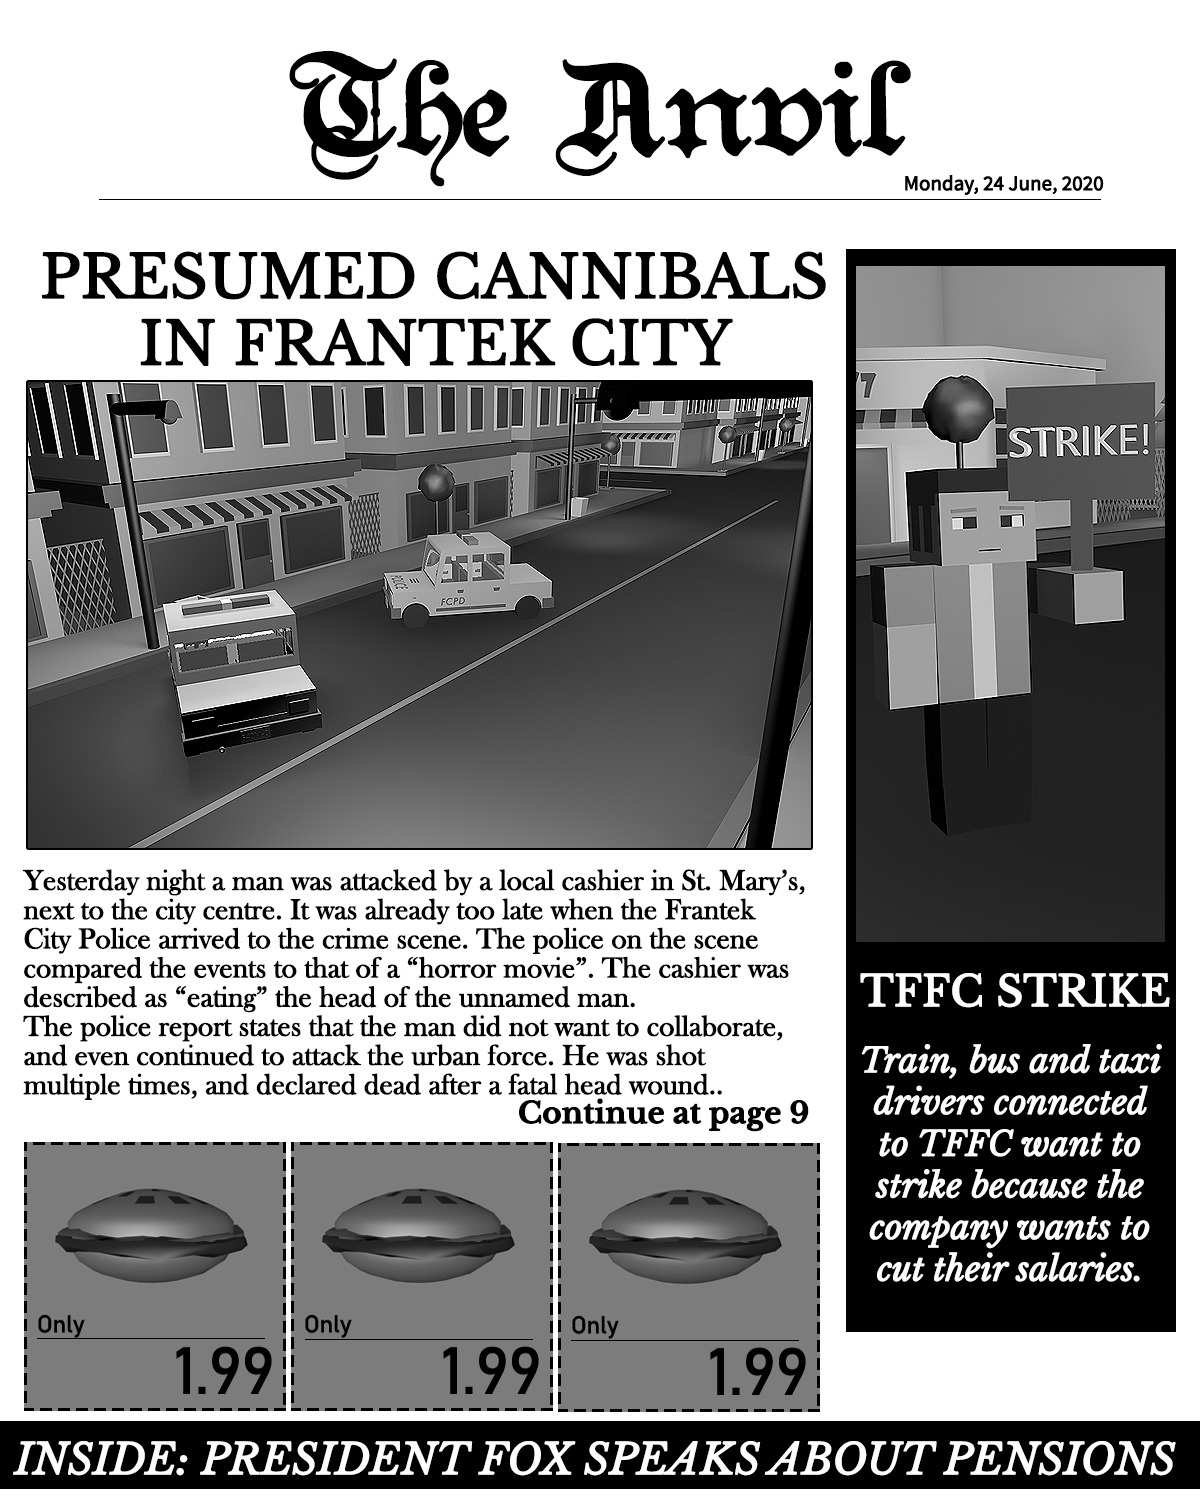 The Anvil
Monday, 24 June, 2020
PRESUMED CANNIBALS
IN FRANTEK CITY
POLICE
FCPD
Yesterday night a man was attacked by a local cashier in St. Mary’s,
next to the city centre. It was already too late when the Frantek
City Police arrived to the crime scene. The police on the scene
compared the events to that of a “horror movie”. The cashier was
described as “eating” the head of the unnamed man.
The police report states that the man did not want to collaborate,
and even continued to attack the urban force. He was shot
multiple times, and declared dead after a fatal head wound..
Continue at page 9
Only
1.99
Only
1.99
Only
1.99
7
STRIKE!
TFFC STRIKE
Train, bus and taxi
drivers connected
to TFFC want to
strike because the
company wants to
cut their salaries.
INSIDE: PRESIDENT FOX SPEAKS ABOUT PENSIONS